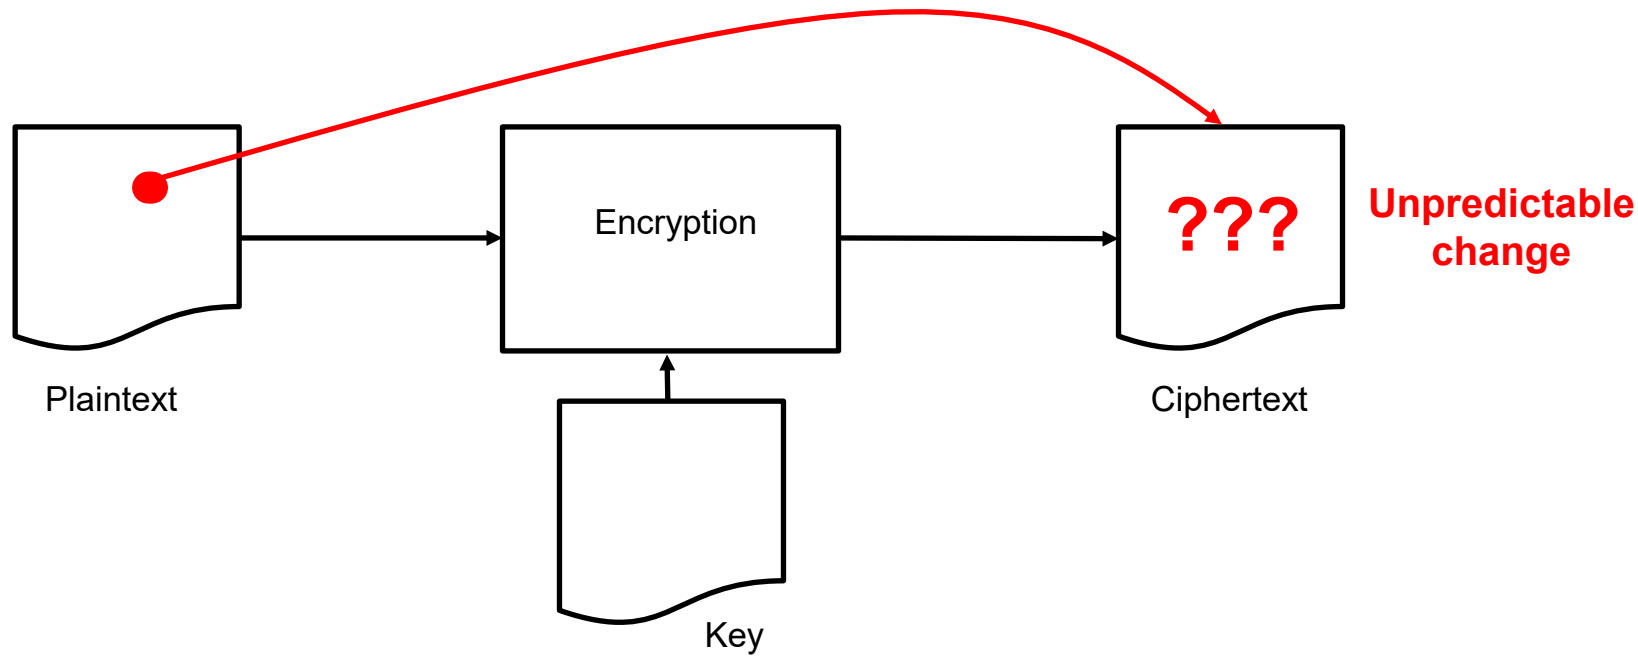 Encryption
???
Unpredictable
change
Plaintext
Ciphertext
Key